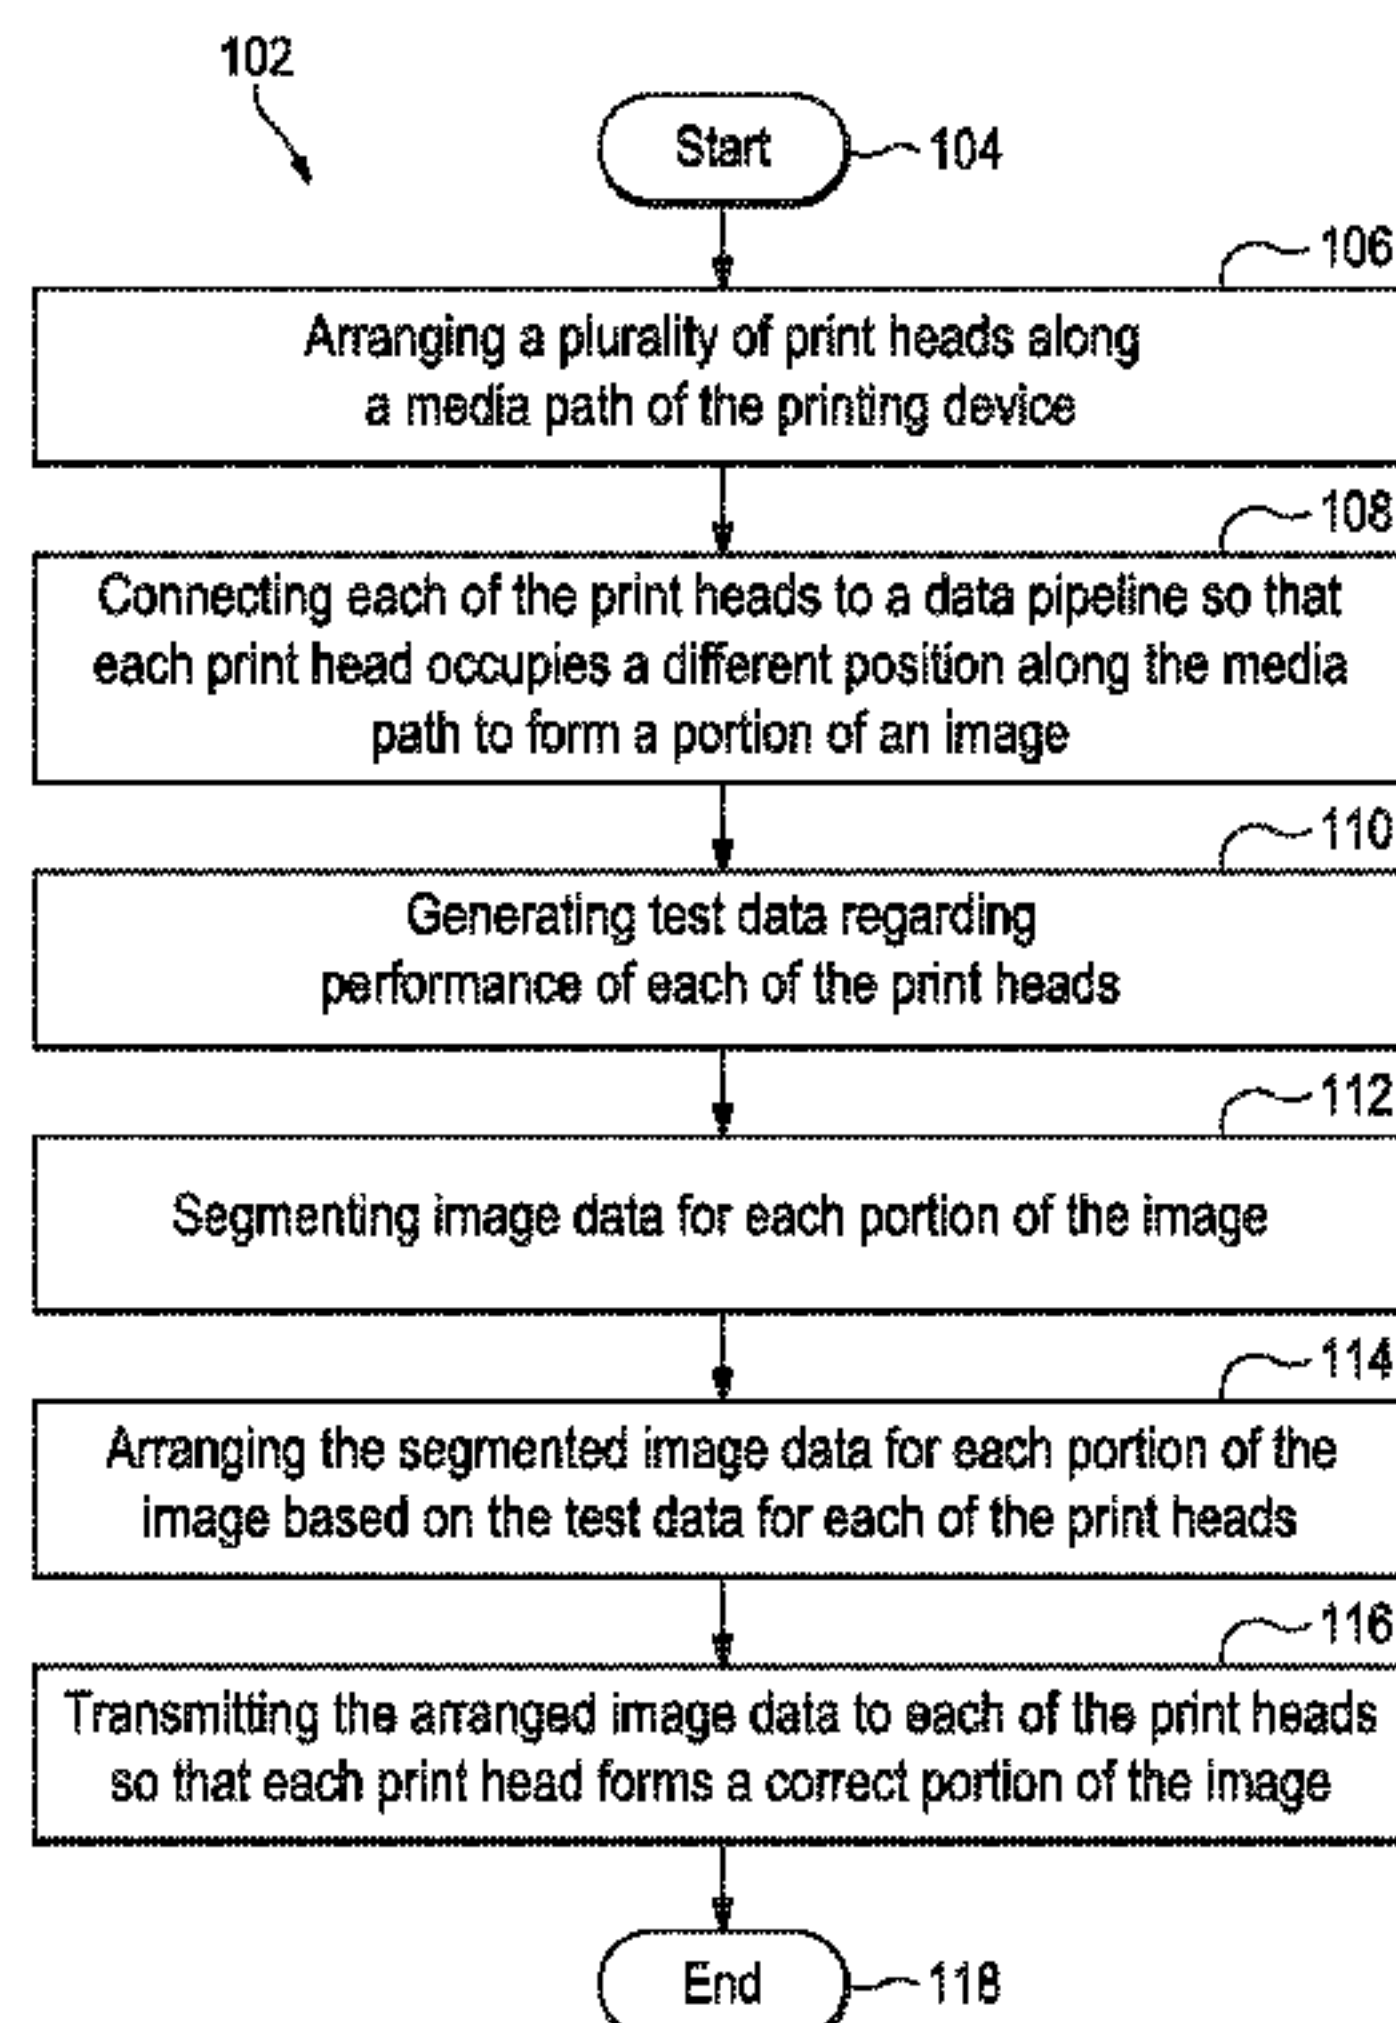 102
Start
104
106
Arranging a plurality of print heads along
a media path of the printing device
108
Connecting each of the print heads to a data pipeline so that
each print head occupies a different position along the media
path to form a portion of an image
110
Generating test data regarding
performance of each of the print heads
112
Segmenting image data for each portion of the image
114
Arranging the segmented image data for each portion of the
image based on the test data for each of the print heads
116
Transmitting the arranged image data to each of the print heads
so that each print head forms a correct portion of the image
End
118